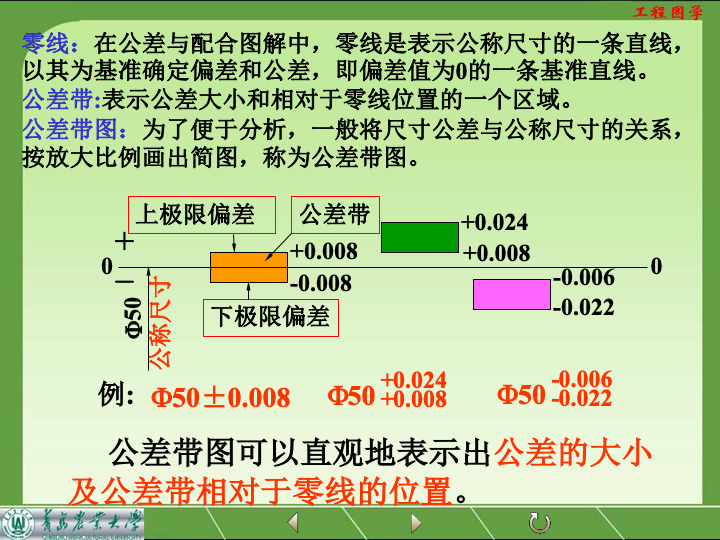 工程图学
零线：在公差与配合图解中，零线是表示公称尺寸的一条直线，
以其为基准确定偏差和公差，即偏差值为0的一条基准直线。
公差带:表示公差大小和相对于零线位置的一个区域。
公差带图：为了便于分析，一般将尺寸公差与公称尺寸的关系，
按放大比例画出简图，称为公差带图。
上极限偏差
公差带
+0.024
+
+0.008
+0.008
0
0
-0.006
-
-0.008
-0.022
Φ50
公称尺寸
下极限偏差
例:
Φ50±0.008
Φ50 +0.024
+0.008
Φ50 -0.006
-0.022
公差带图可以直观地表示出公差的大小
及公差带相对于零线的位置。
青岛农业大学